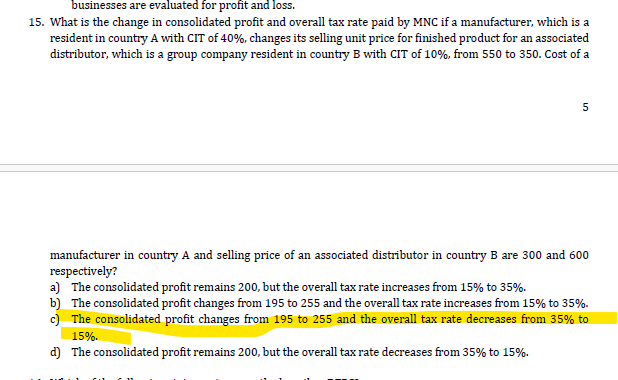 businesses are evaluated for profit and loss.
15. What is the change in consolidated profit and overall tax rate paid by MNC if a manufacturer, which is a
resident in country A with CIT of 40%, changes its selling unit price for finished product for an associated
distributor, which is a group company resident in country B with CIT of 10%, from 550 to 350. Cost of a
5
manufacturer in country A and selling price of an associated distributor in country B are 300 and 600
respectively?
a) The consolidated profit remains 200, but the overall tax rate increases from 15% to 35%.
b) The consolidated profit changes from 195 to 255 and the overall tax rate increases from 15% to 35%.
c) The consolidated profit changes from 195 to 255 and the overall tax rate decreases from 35% to
15%.
d) The consolidated profit remains 200, but the overall tax rate decreases from 35% to 15%.